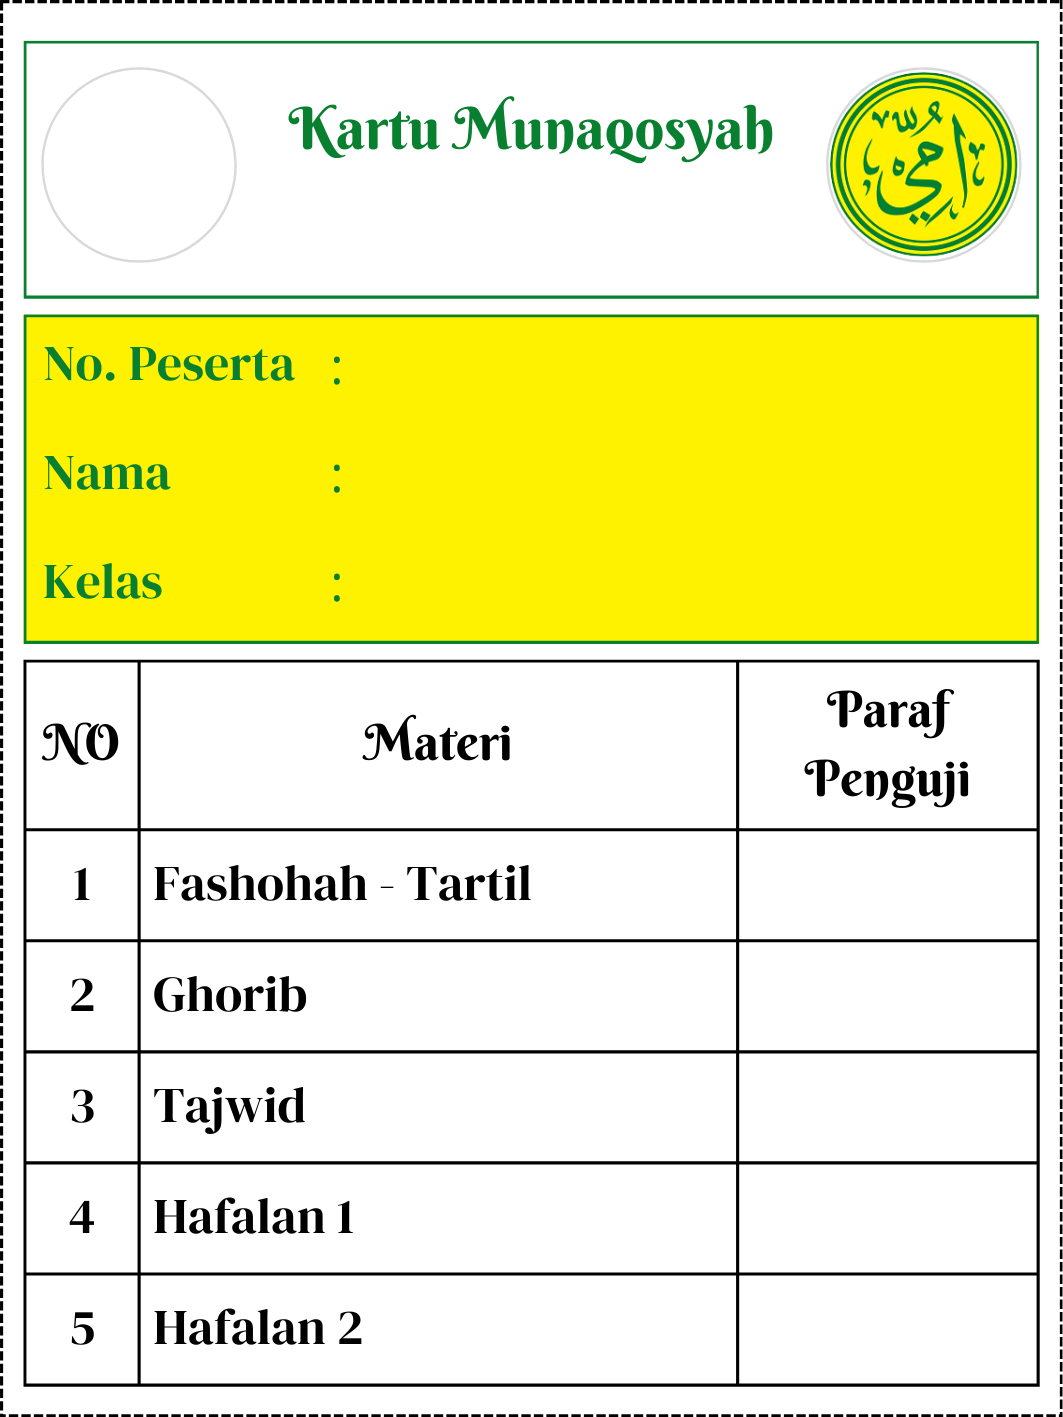 Kartu Munaqosyah
اُمِّيّ
No. Peserta :
Nama :
Kelas :
NO Materi Paraf Penguji
1 Fashohah - Tartil
2 Ghorib
3 Tajwid
4 Hafalan 1
5 Hafalan 2